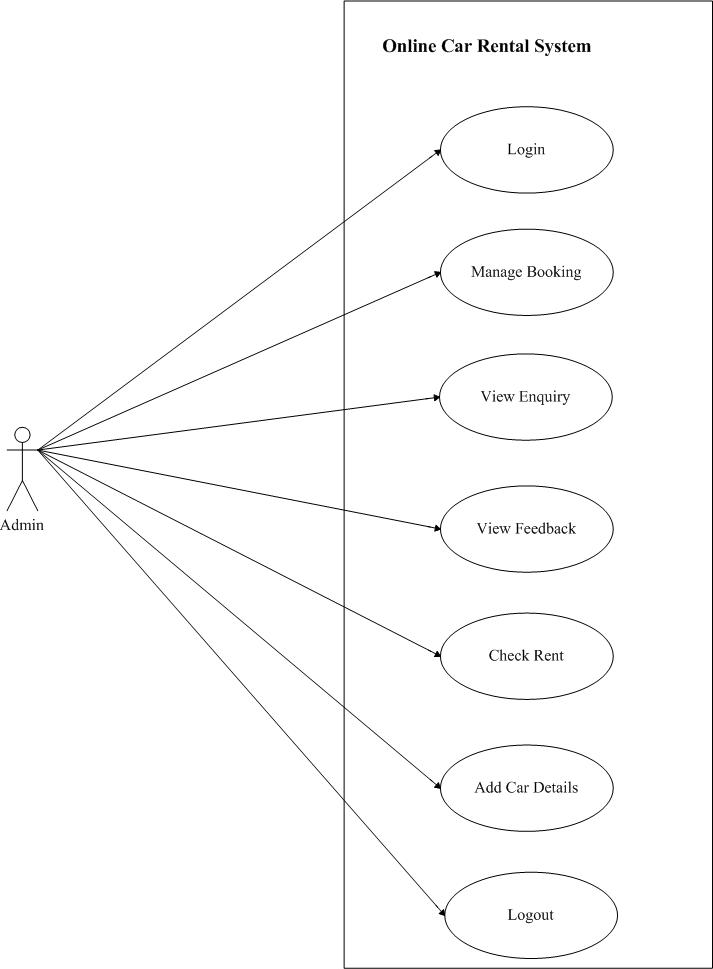 Online Car Rental System
Login
Manage Booking
View Enquiry
View Feedback
Admin
Check Rent
Add Car Details
Logout